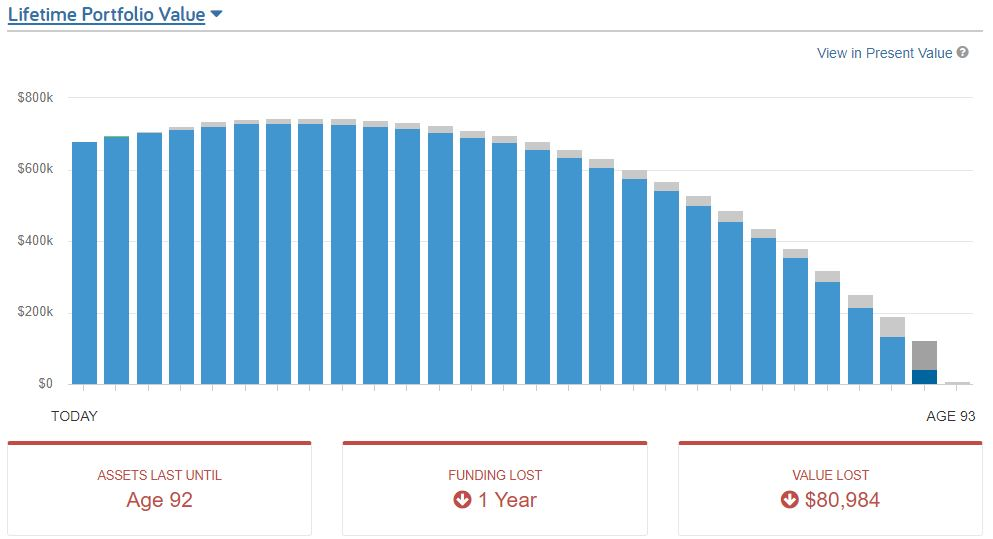 Lifetime Portfolio Value
View in Present Value
$800k
$600k
$400k
$200k
$0
TODAY
AGE 93
ASSETS LAST UNTIL
Age 92
FUNDING LOST
1 Year
VALUE LOST
$80,984